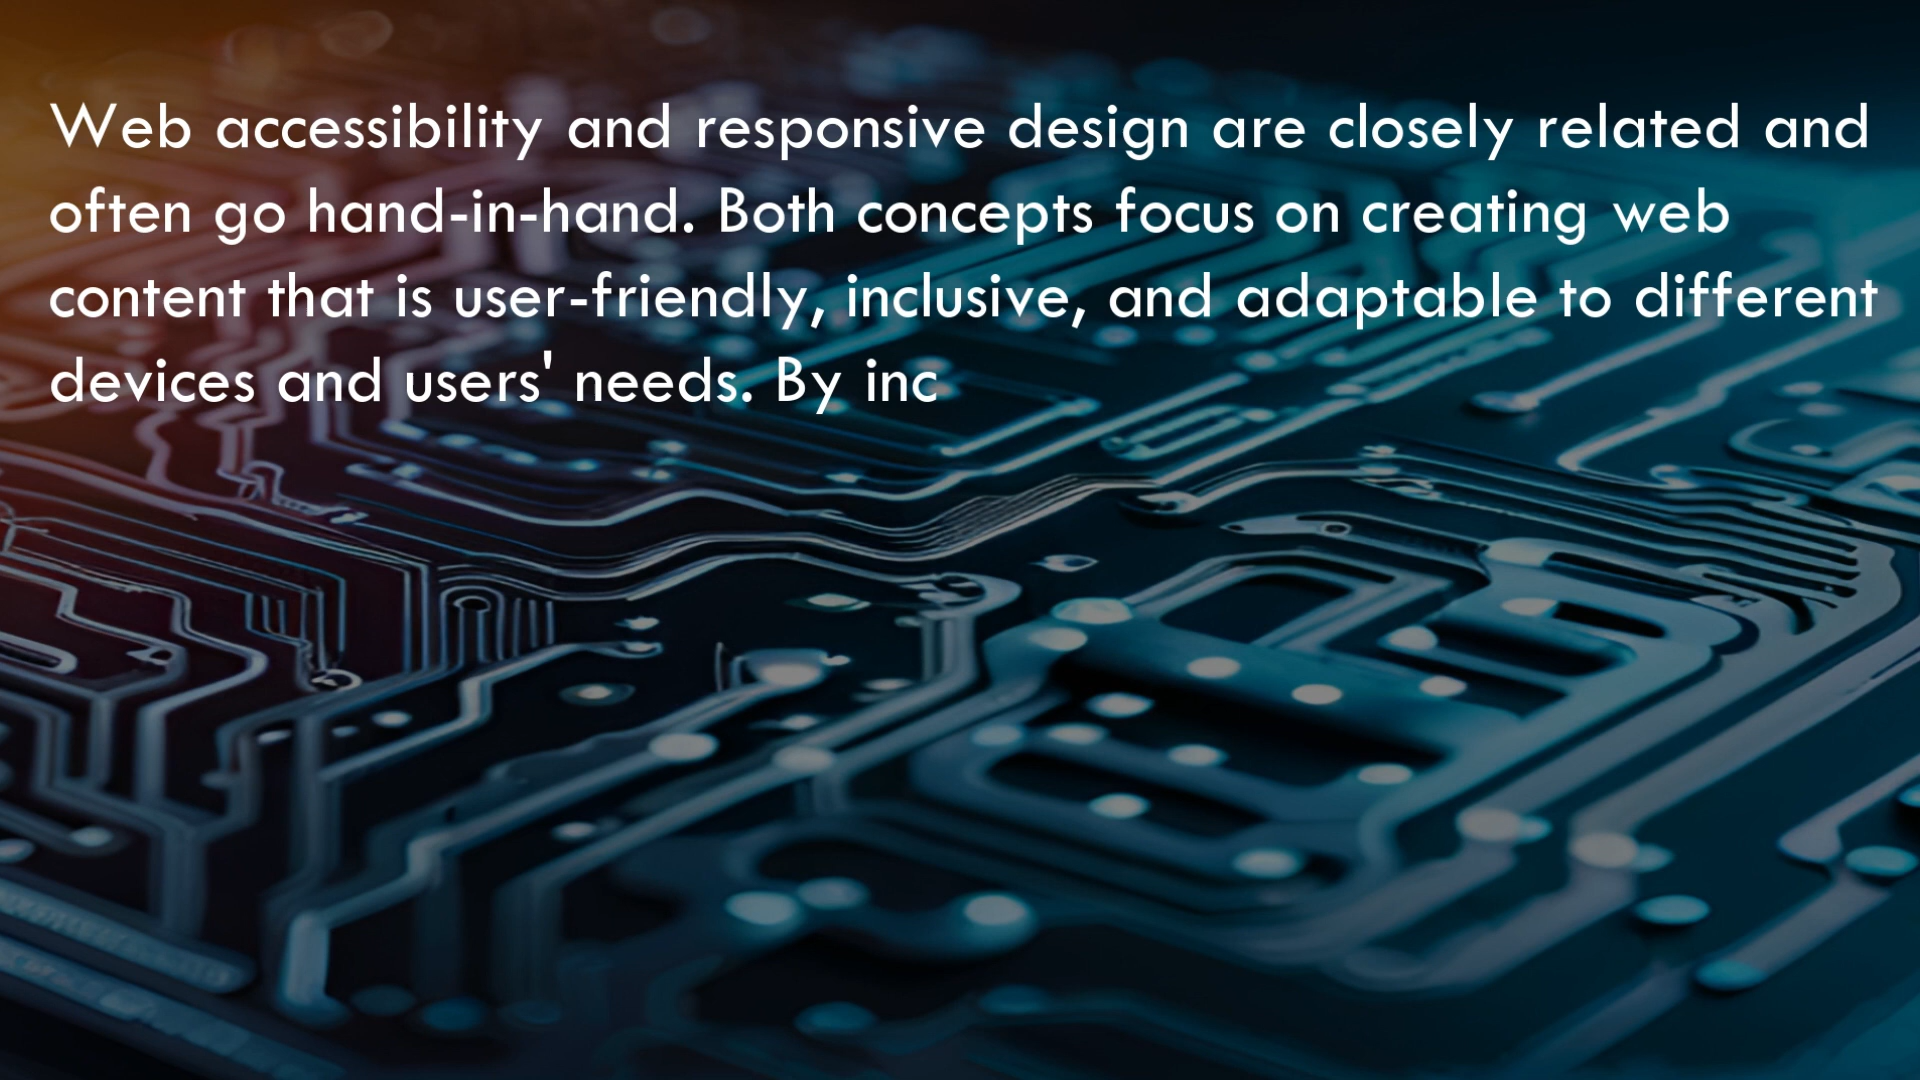 Web accessibility and responsive design are closely related and
often go hand-in-hand. Both concepts focus on creating web
content that is user-friendly, inclusive, and adaptable to different
devices and users' needs. By inc